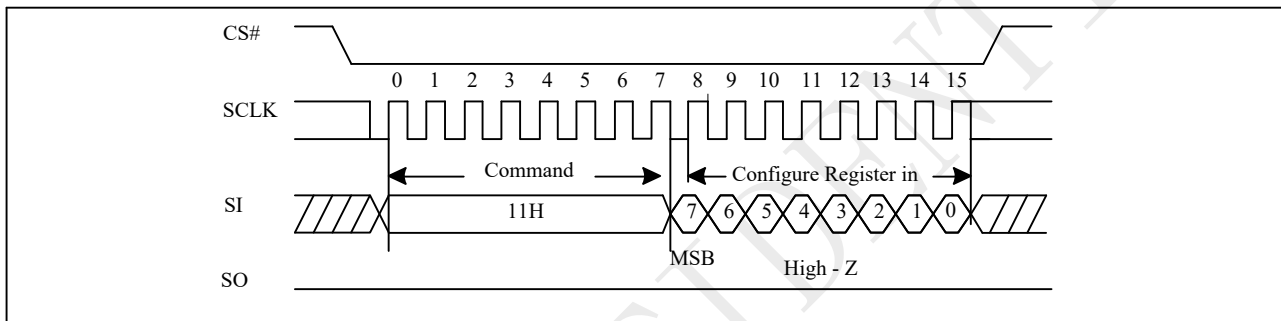 CS#
0 1 2 3 4 5 6 7 8 9 10 11 12 13 14 15
SCLK
Command Configure Register in
SI 11H 7 6 5 4 3 2 1 0
MSB High - Z
SO